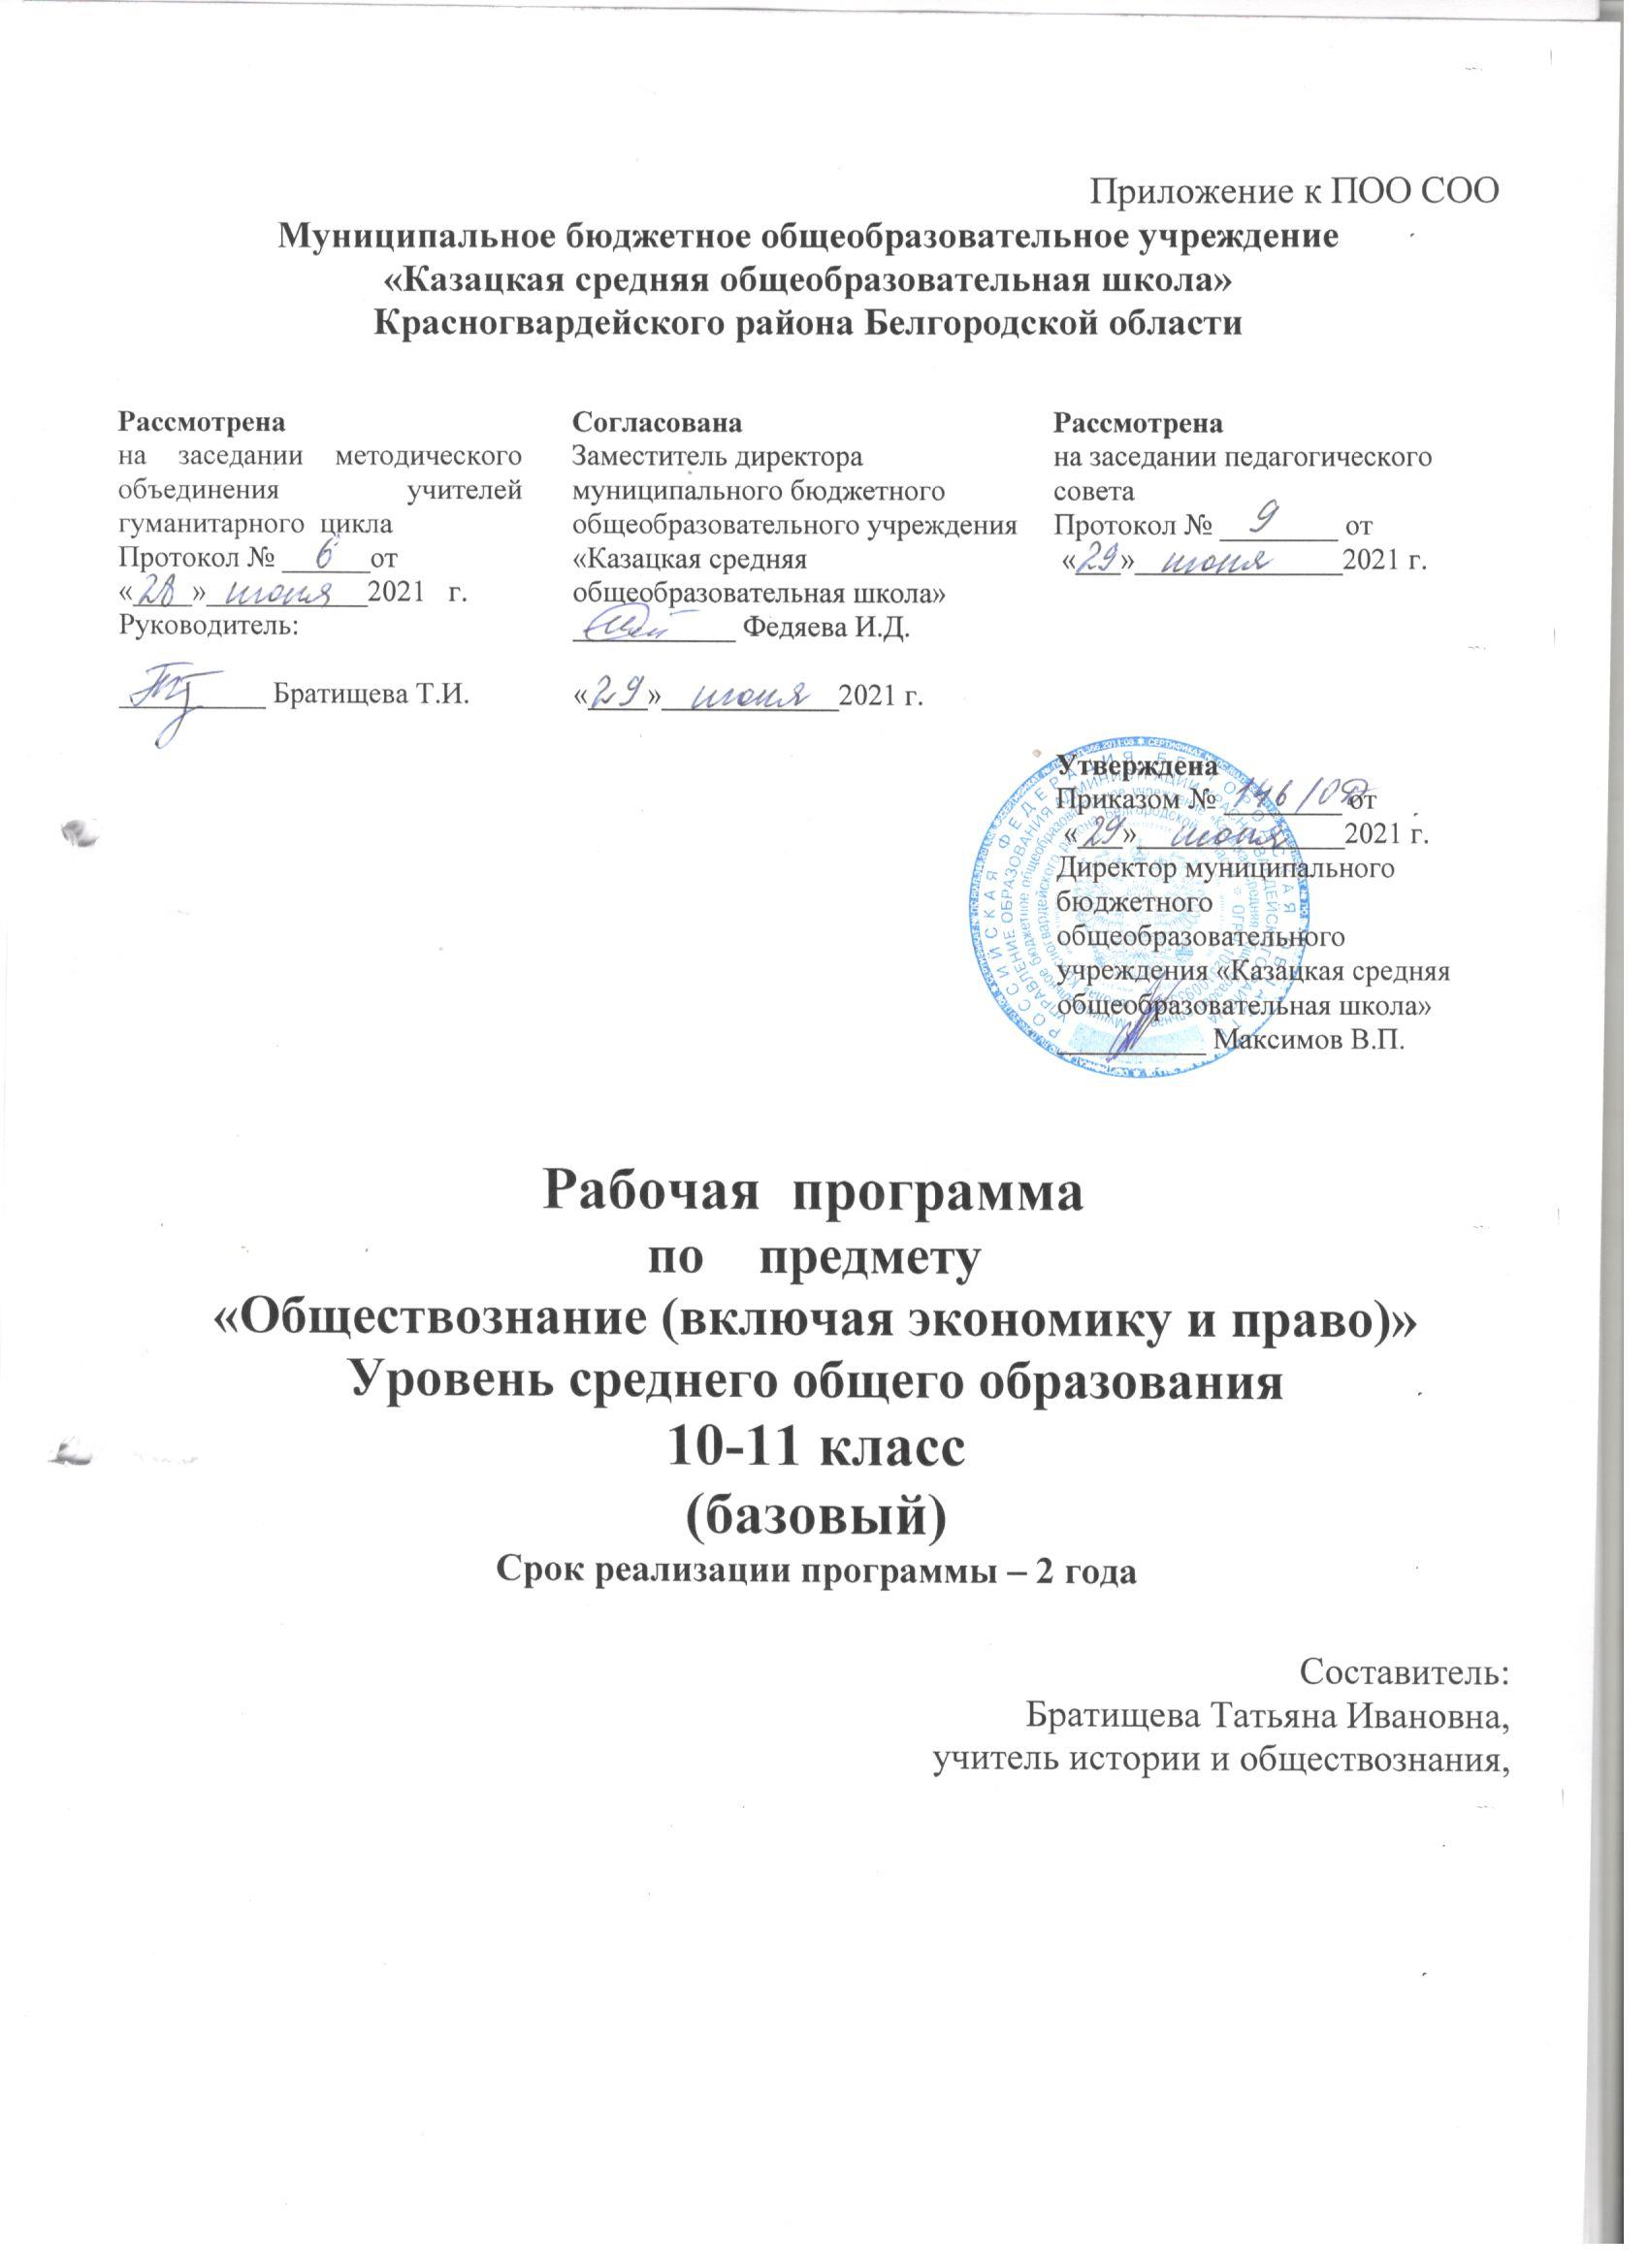 Приложение к ПОО СОО
Муниципальное бюджетное общеобразовательное учреждение
«Казацкая средняя общеобразовательная школа»
Красногвардейского района Белгородской области
Рассмотрена
на заседании методического
объединения учителей
гуманитарного цикла
Протокол № 6 от
«28» июня 2021 г.
Руководитель:
Братищева Т.И.
Согласована
Заместитель директора
муниципального бюджетного
общеобразовательного учреждения
«Казацкая средняя
общеобразовательная школа»
Федяева И.Д.
«29» июня 2021 г.
Рассмотрена
на заседании педагогического
совета
Протокол № 9 от
«29» июня 2021 г.
Утверждена
Приказом № 146/ОД от
«29» июня 2021 г.
Директор муниципального
бюджетного
общеобразовательного
учреждения «Казацкая средняя
общеобразовательная школа»
Максимов В.П.
РОССИЙСКАЯ ФЕДЕРАЦИЯ БЕЛГОРОДСКАЯ ОБЛАСТЬ
Рабочая программа
по предмету
«Обществознание (включая экономику и право)»
Уровень среднего общего образования
10-11 класс
(базовый)
Срок реализации программы – 2 года
Составитель:
Братищева Татьяна Ивановна,
учитель истории и обществознания,